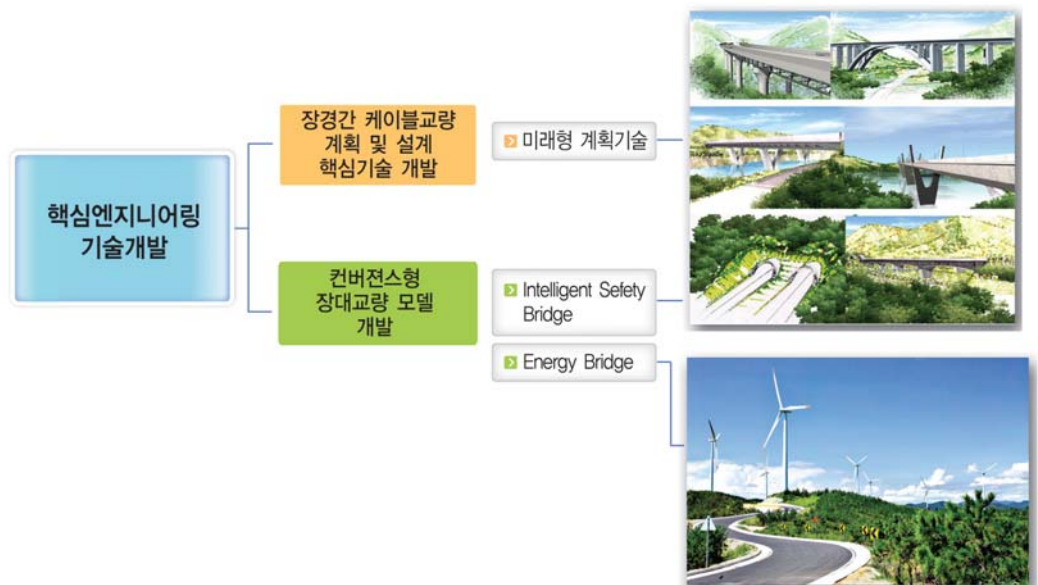 핵심엔지니어링
기술개발
장경간 케이블교량
계획 및 설계
핵심기술 개발
미래형 계획기술
컨버젼스형
장대교량 모델
개발
Intelligent Sefety
Bridge
Energy Bridge